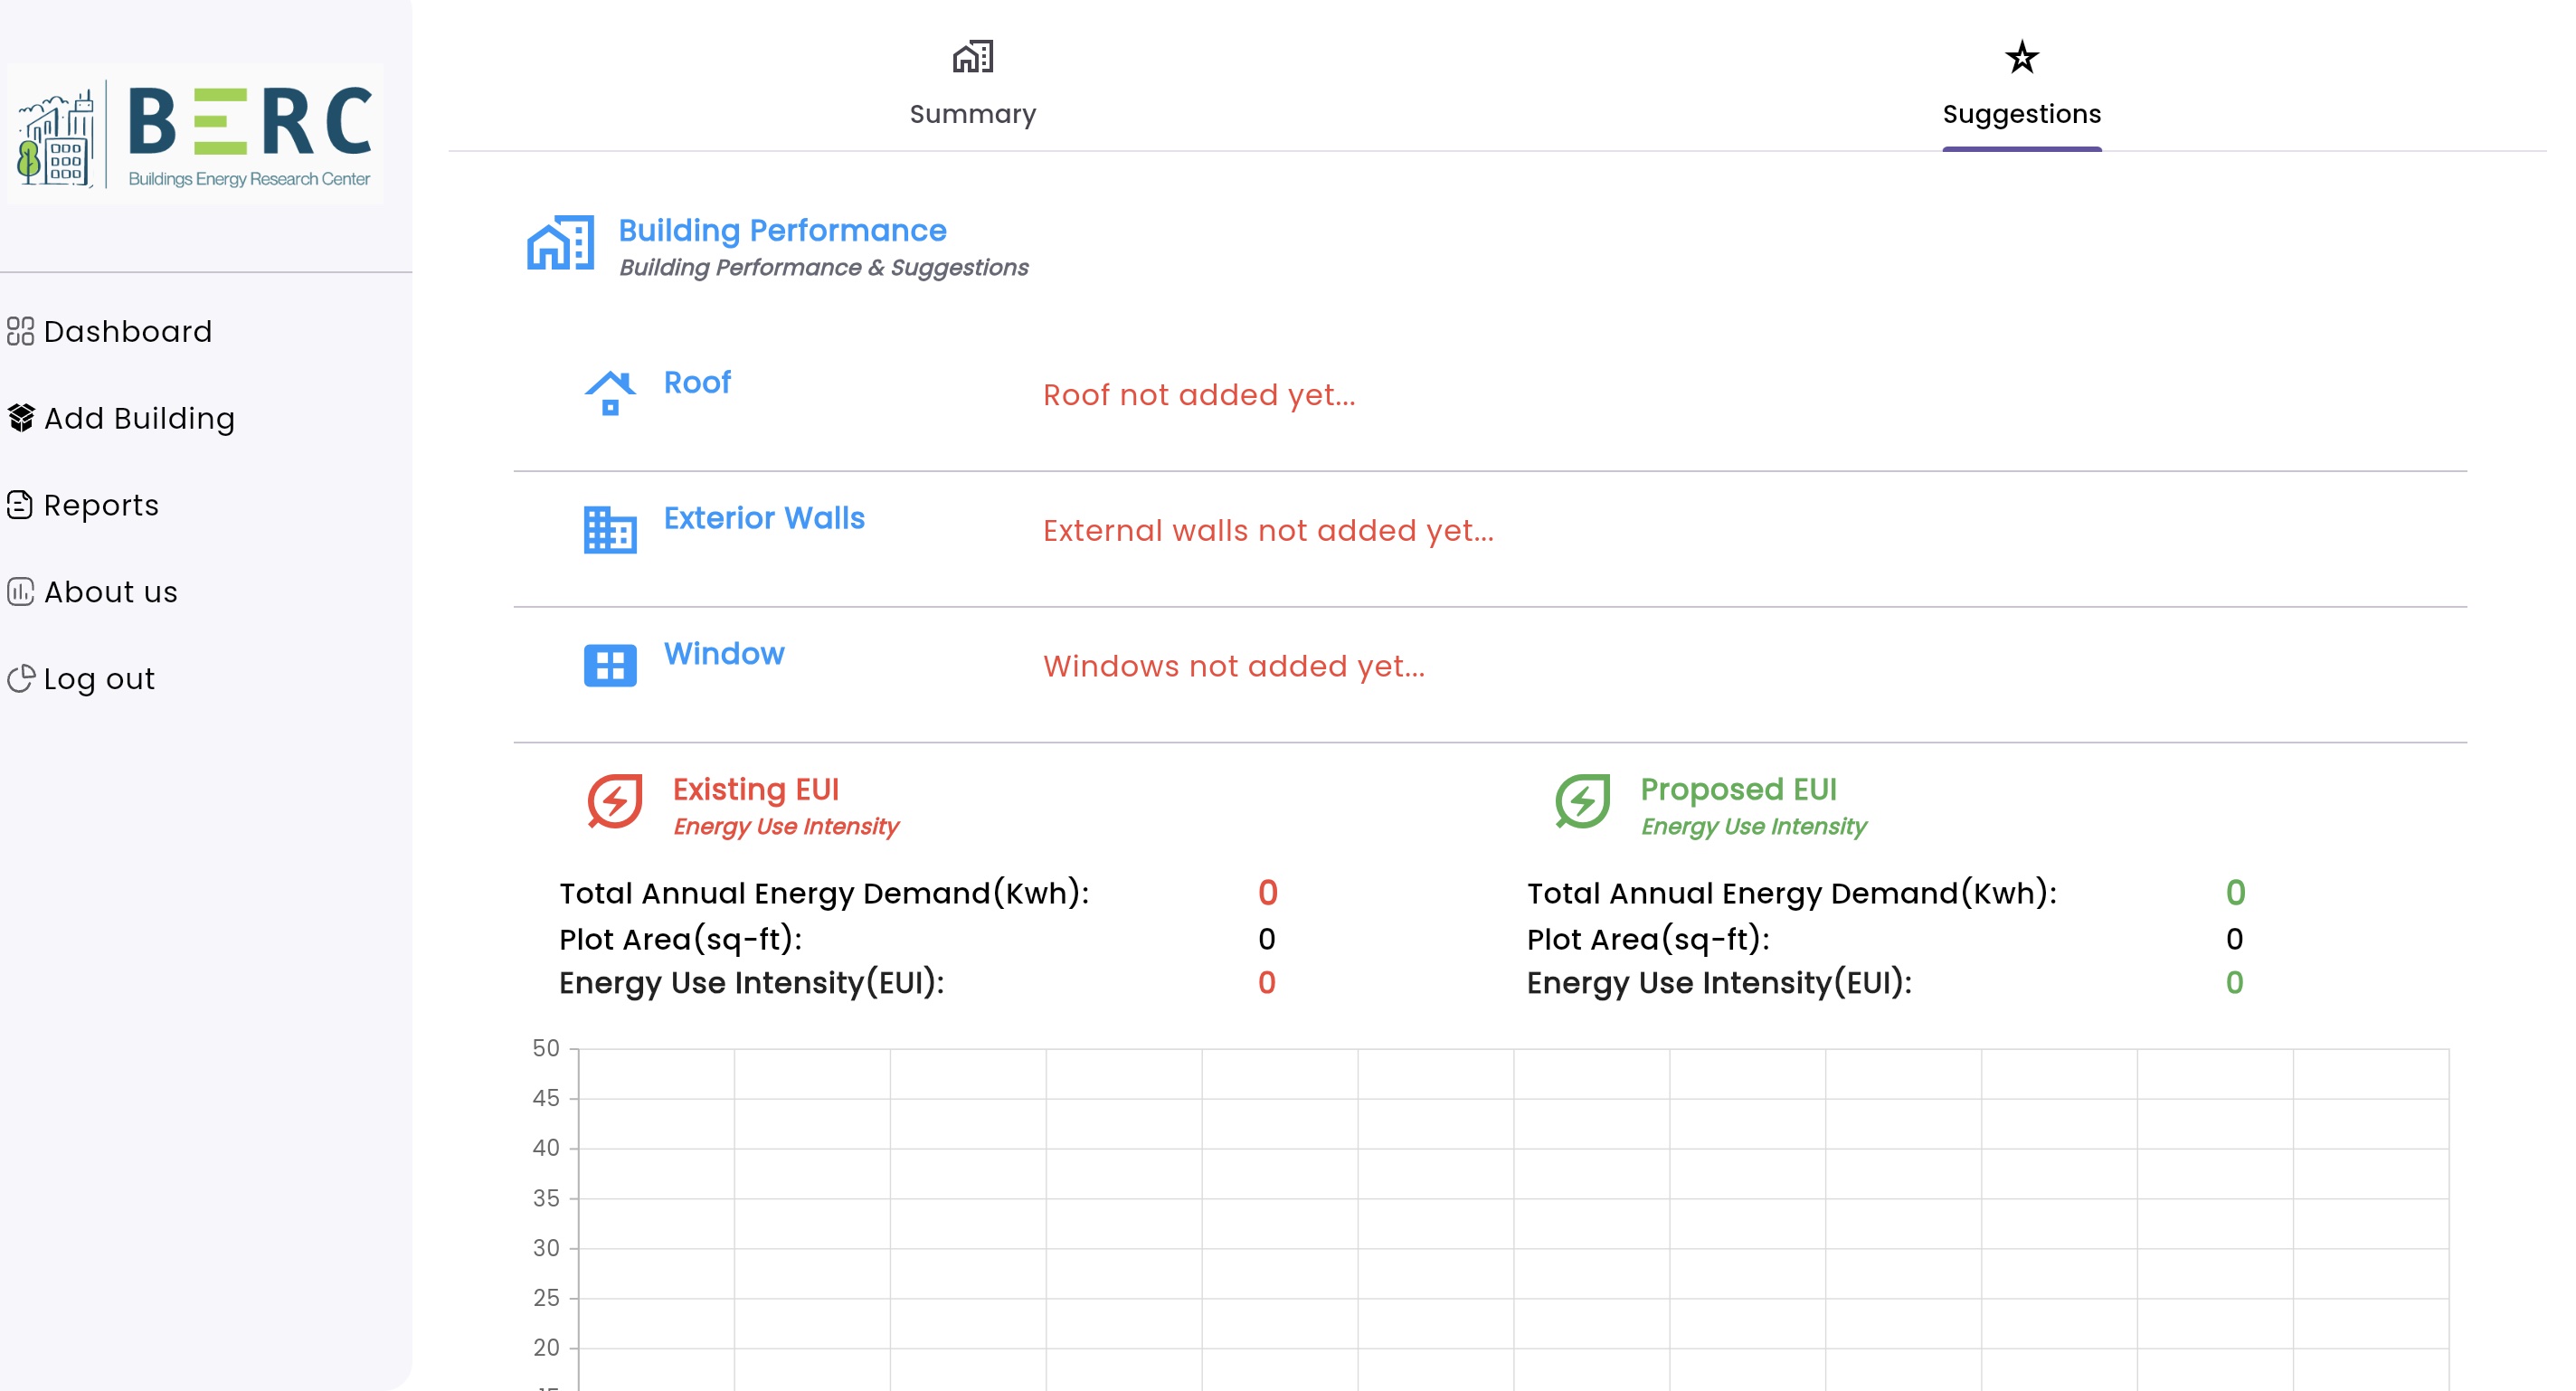 BERC
Buildings Energy Research Center
Dashboard
Add Building
Reports
About us
Log out
Summary
Suggestions
Building Performance
Building Performance & Suggestions
Roof
Roof not added yet...
Exterior Walls
External walls not added yet...
Window
Windows not added yet...
Existing EUI
Energy Use Intensity
Total Annual Energy Demand(Kwh): 0
Plot Area(sq-ft): 0
Energy Use Intensity(EUI): 0
Proposed EUI
Energy Use Intensity
Total Annual Energy Demand(Kwh): 0
Plot Area(sq-ft): 0
Energy Use Intensity(EUI): 0
50
45
40
35
30
25
20